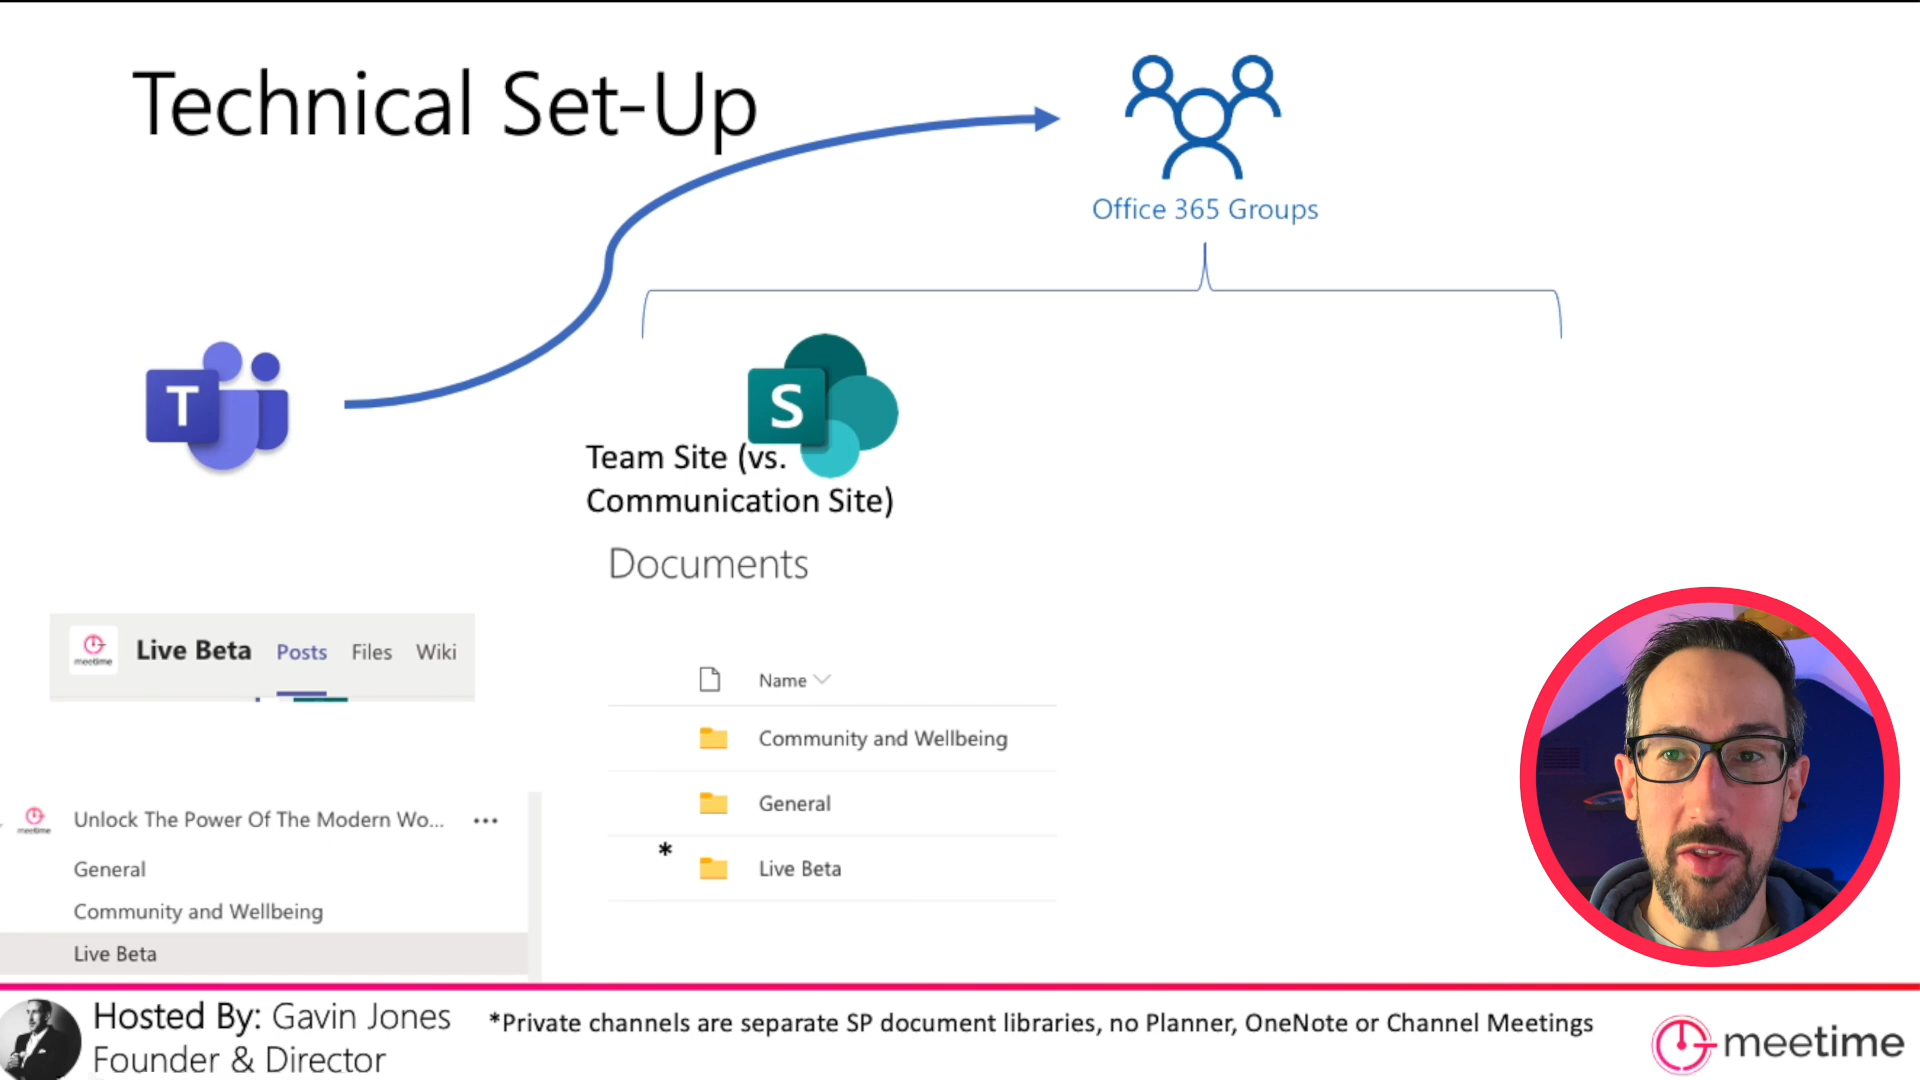 Technical Set-Up
Office 365 Groups
T
S
Team Site (vs.
Communication Site)
Documents
meetime
Live Beta Posts Files Wiki
Name
Community and Wellbeing
General
* Live Beta
meetime
Unlock The Power Of The Modern Wo... •••
General
Community and Wellbeing
Live Beta
Hosted By: Gavin Jones
Founder & Director
*Private channels are separate SP document libraries, no Planner, OneNote or Channel Meetings
meetime